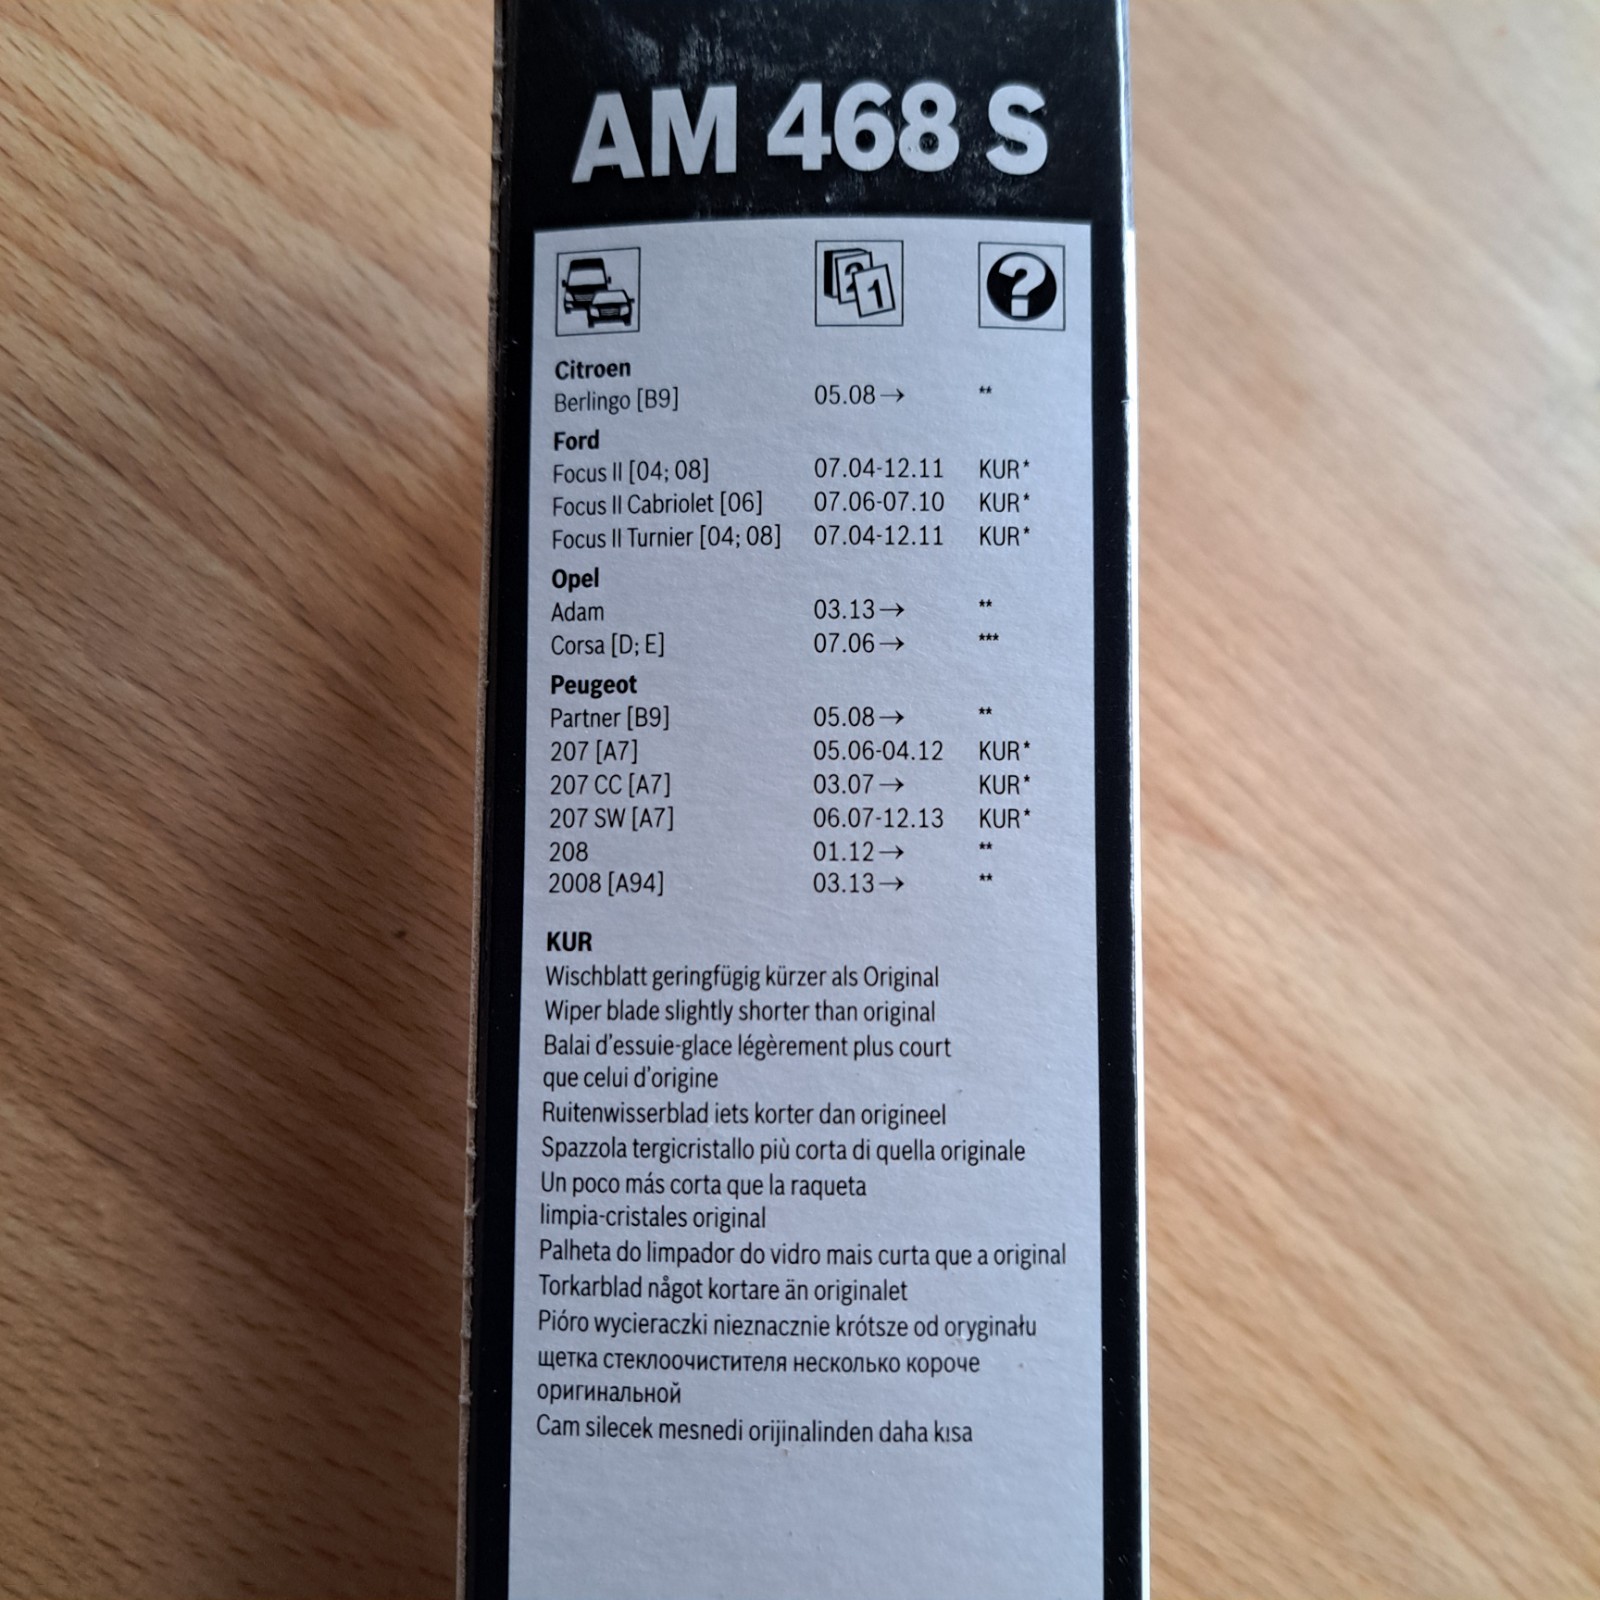 AM 468 S
2 1 ?
Citroen
Berlingo [B9] 05.08→ **
Ford
Focus II [04; 08] 07.04-12.11 KUR*
Focus II Cabriolet [06] 07.06-07.10 KUR*
Focus II Turnier [04; 08] 07.04-12.11 KUR*
Opel
Adam 03.13→ **
Corsa [D; E] 07.06→ ***
Peugeot
Partner [B9] 05.08→ **
207 [A7] 05.06-04.12 KUR*
207 CC [A7] 03.07→ KUR*
207 SW [A7] 06.07-12.13 KUR*
208 01.12→ **
2008 [A94] 03.13→ **
KUR
Wischblatt geringfügig kürzer als Original
Wiper blade slightly shorter than original
Balai d'essuie-glace légèrement plus court
que celui d'origine
Ruitenwisserblad iets korter dan origineel
Spazzola tergicristallo più corta di quella originale
Un poco más corta que la raqueta
limpia-cristales original
Palheta do limpador do vidro mais curta que a original
Torkarblad något kortare än originalet
Pióro wycieraczki nieznacznie krótsze od oryginału
щетка стеклоочистителя несколько короче
оригинальной
Cam silecek mesnedi orijinalinden daha kısa